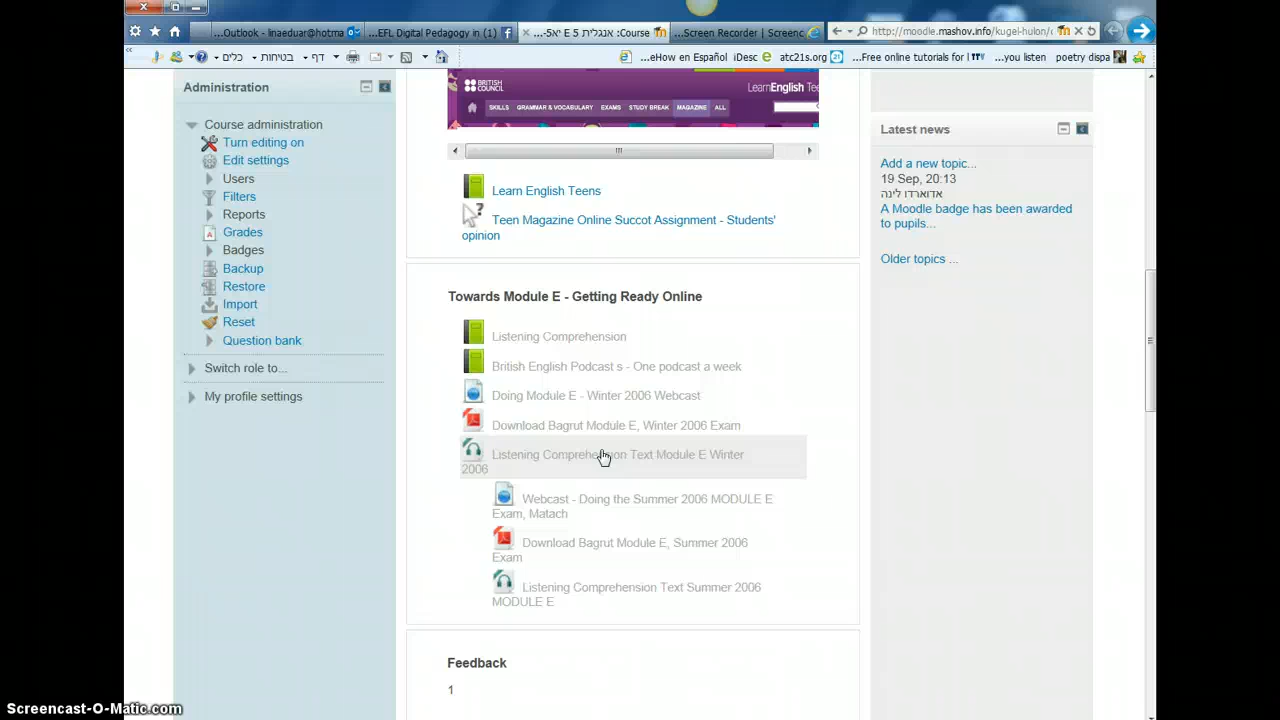 ...Outlook - linaeduar@hotma
...EFL Digital Pedagogy in (1)
...-5יא E 5 אנגלית :Course
...Screen Recorder | Screenc
http://moodle.mashov.info/kugel-hulon/
דף
בטיחות
כלים
...eHow en Español
iDesc
atc21s.org
...Free online tutorials for l
...you listen
poetry dispa
Administration
Course administration
Turn editing on
Edit settings
Users
Filters
Reports
Grades
Badges
Backup
Restore
Import
Reset
Question bank
Switch role to...
My profile settings
BRITISH
COUNCIL
LearnEnglish Tee
SKILLS GRAMMAR & VOCABULARY EXAMS STUDY BREAK MAGAZINE ALL
Learn English Teens
Teen Magazine Online Succot Assignment - Students'
opinion
Towards Module E - Getting Ready Online
Listening Comprehension
British English Podcast s - One podcast a week
Doing Module E - Winter 2006 Webcast
Download Bagrut Module E, Winter 2006 Exam
Listening Comprehension Text Module E Winter
2006
Webcast - Doing the Summer 2006 MODULE E
Exam, Matach
Download Bagrut Module E, Summer 2006
Exam
Listening Comprehension Text Summer 2006
MODULE E
Feedback
1
Latest news
Add a new topic...
19 Sep, 20:13
אדוארדו לינה
A Moodle badge has been awarded
to pupils...
Older topics ...
Screencast-O-Matic.com